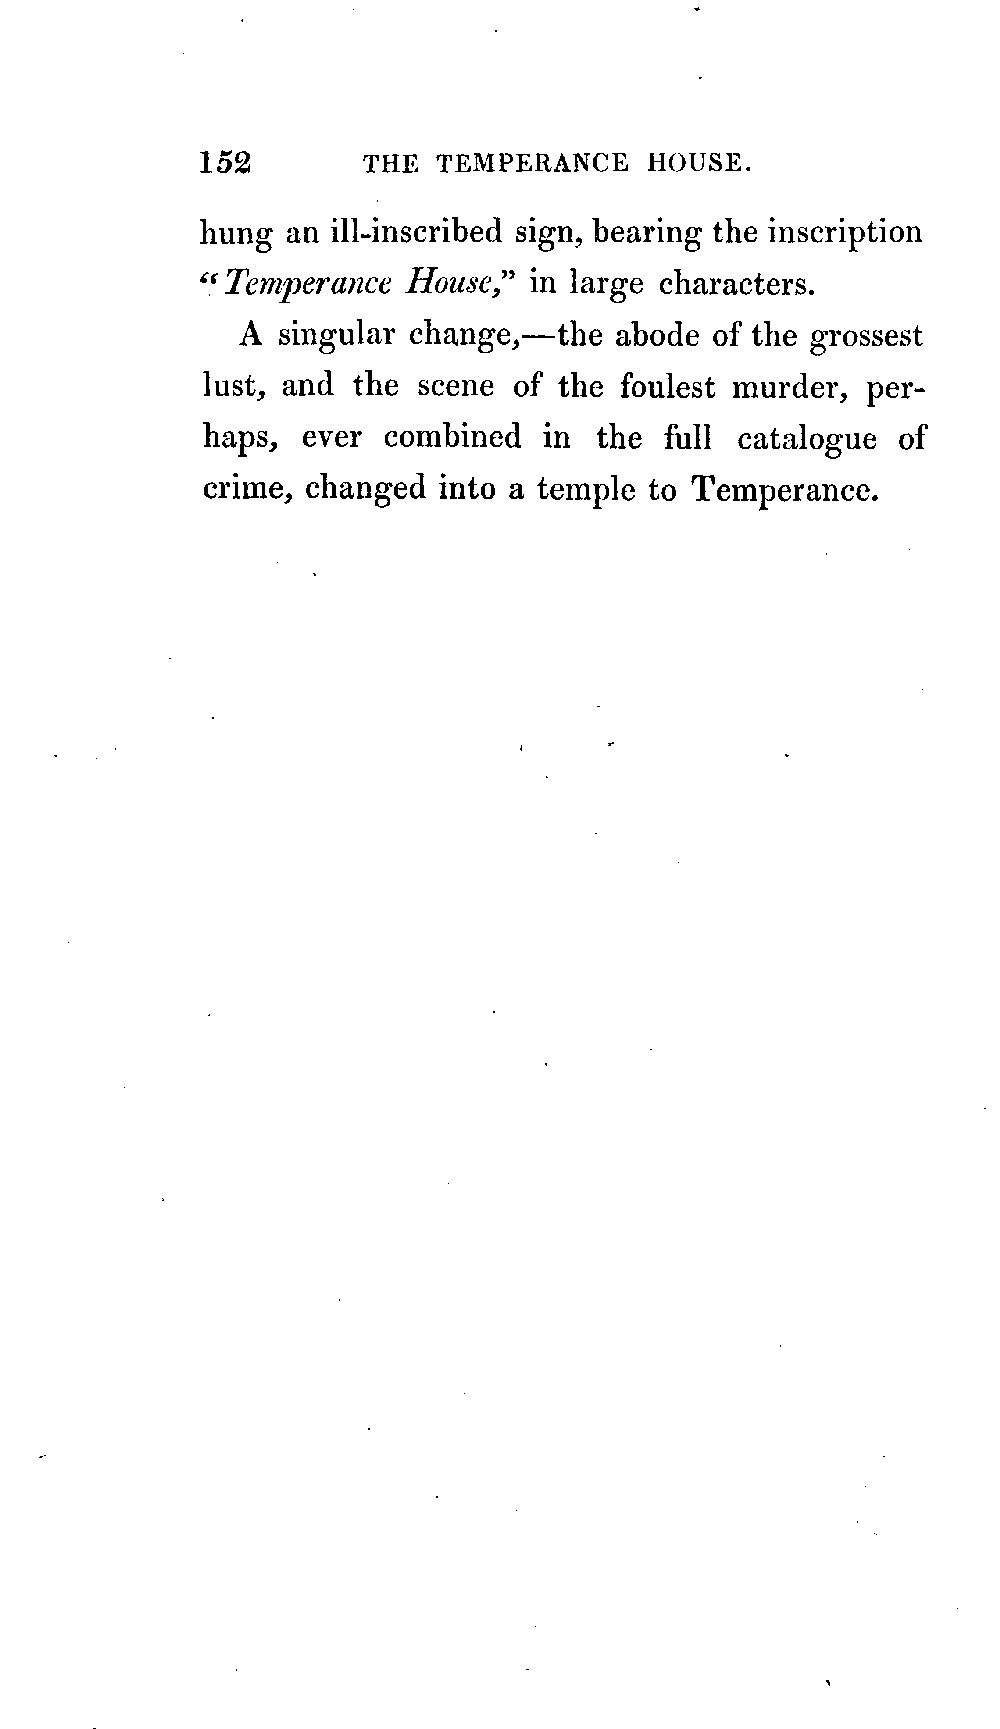 152 THE TEMPERANCE HOUSE.
hung an ill-inscribed sign, bearing the inscription
"Temperance House," in large characters.
A singular change,—the abode of the grossest
lust, and the scene of the foulest murder, per-
haps, ever combined in the full catalogue of
crime, changed into a temple to Temperance.